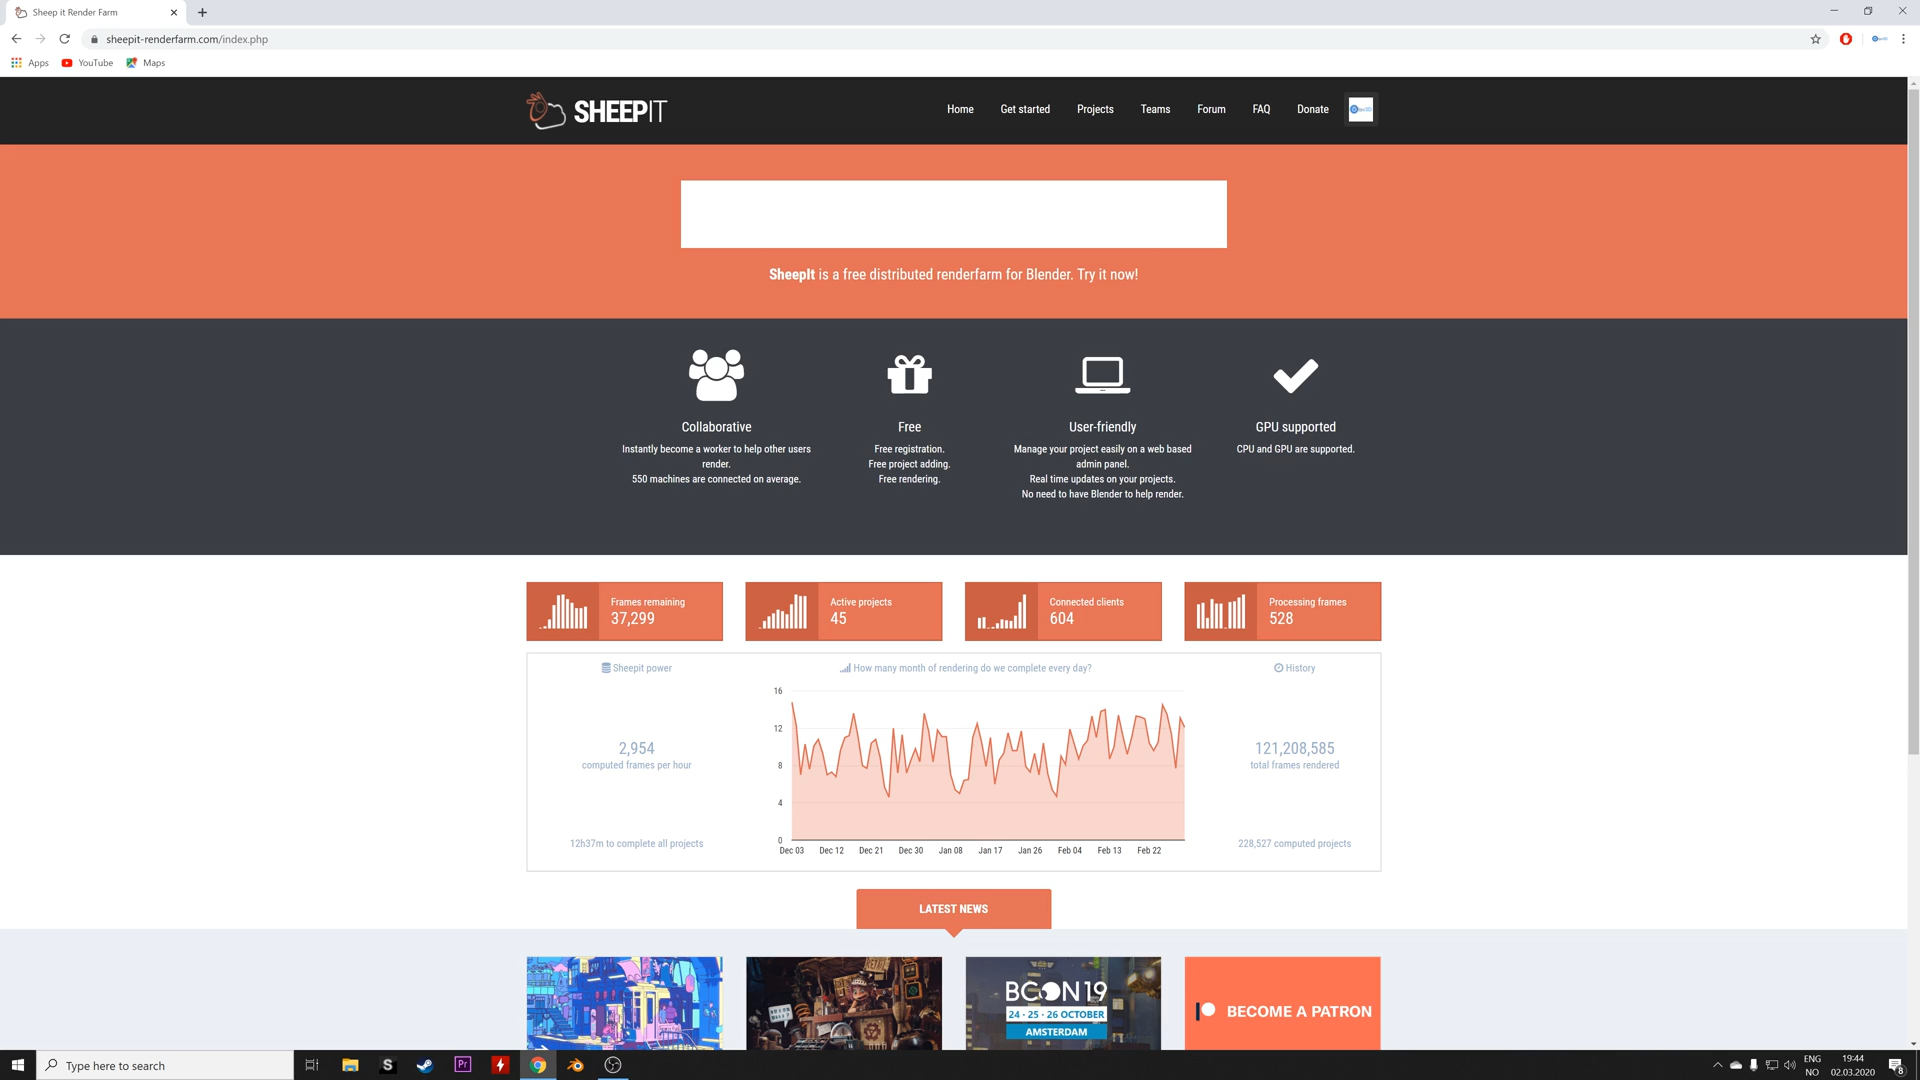 Sheep it Render Farm
sheepit-renderfarm.com/index.php
Apps
YouTube
Maps
SHEEPIT
Home
Get started
Projects
Teams
Forum
FAQ
Donate
SheepIt is a free distributed renderfarm for Blender. Try it now!
Collaborative
Instantly become a worker to help other users
render.
550 machines are connected on average.
Free
Free registration.
Free project adding.
Free rendering.
User-friendly
Manage your project easily on a web based
admin panel.
Real time updates on your projects.
No need to have Blender to help render.
GPU supported
CPU and GPU are supported.
Frames remaining
37,299
Active projects
45
Connected clients
604
Processing frames
528
Sheepit power
2,954
computed frames per hour
12h37m to complete all projects
How many month of rendering do we complete every day?
16
12
8
4
0
Dec 03
Dec 12
Dec 21
Dec 30
Jan 08
Jan 17
Jan 26
Feb 04
Feb 13
Feb 22
History
121,208,585
total frames rendered
228,527 computed projects
LATEST NEWS
BCON19
24 · 25 · 26 OCTOBER
AMSTERDAM
BECOME A PATRON
Type here to search
S
Pr
ENG
NO
19:44
02.03.2020
8